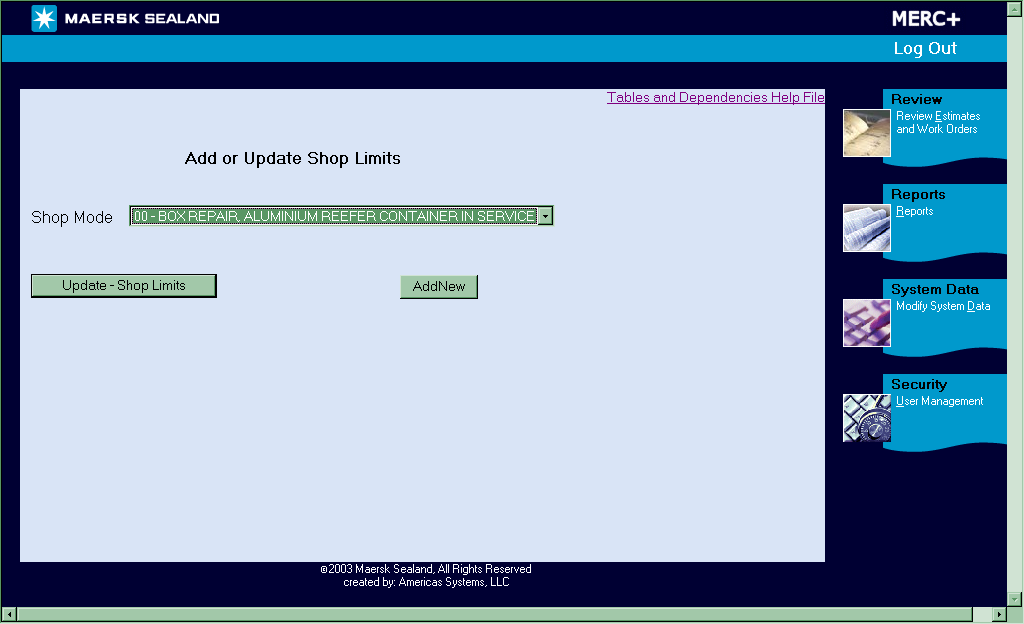 MAERSK SEALAND
MERC+
Log Out
Tables and Dependencies Help File
Add or Update Shop Limits
Shop Mode
00 - BOX REPAIR, ALUMINIUM REEFER CONTAINER IN SERVICE
Update - Shop Limits
AddNew
Review
Review Estimates
and Work Orders
Reports
Reports
System Data
Modify System Data
Security
User Management
©2003 Maersk Sealand, All Rights Reserved
created by: Americas Systems, LLC